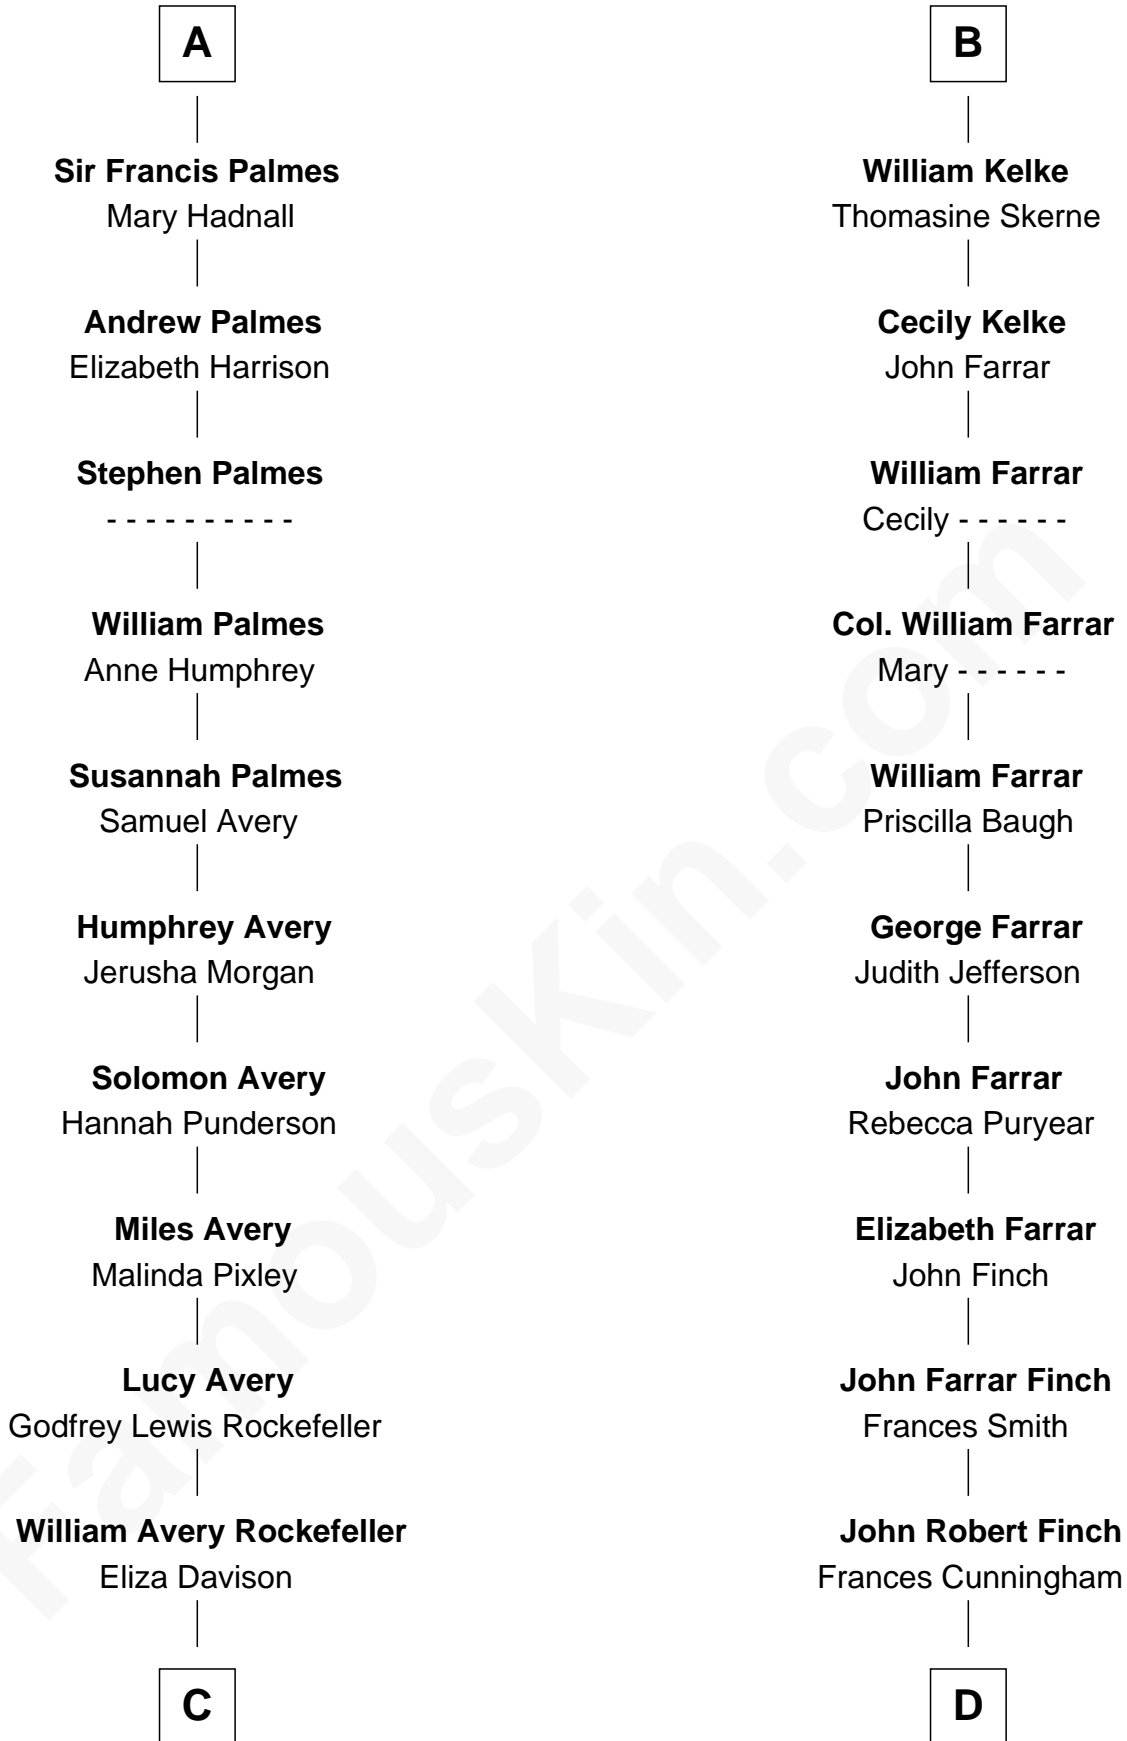 A
Sir Francis Palmes
Mary Hadnall
Andrew Palmes
Elizabeth Harrison
Stephen Palmes
- - - - - - - - - -
William Palmes
Anne Humphrey
Susannah Palmes
Samuel Avery
Humphrey Avery
Jerusha Morgan
Solomon Avery
Hannah Punderson
Miles Avery
Malinda Pixley
Lucy Avery
Godfrey Lewis Rockefeller
William Avery Rockefeller
Eliza Davison
C
B
William Kelke
Thomasine Skerne
Cecily Kelke
John Farrar
William Farrar
Cecily - - - - - -
Col. William Farrar
Mary - - - - - -
William Farrar
Priscilla Baugh
George Farrar
Judith Jefferson
John Farrar
Rebecca Puryear
Elizabeth Farrar
John Finch
John Farrar Finch
Frances Smith
John Robert Finch
Frances Cunningham
D
FamousKin.com